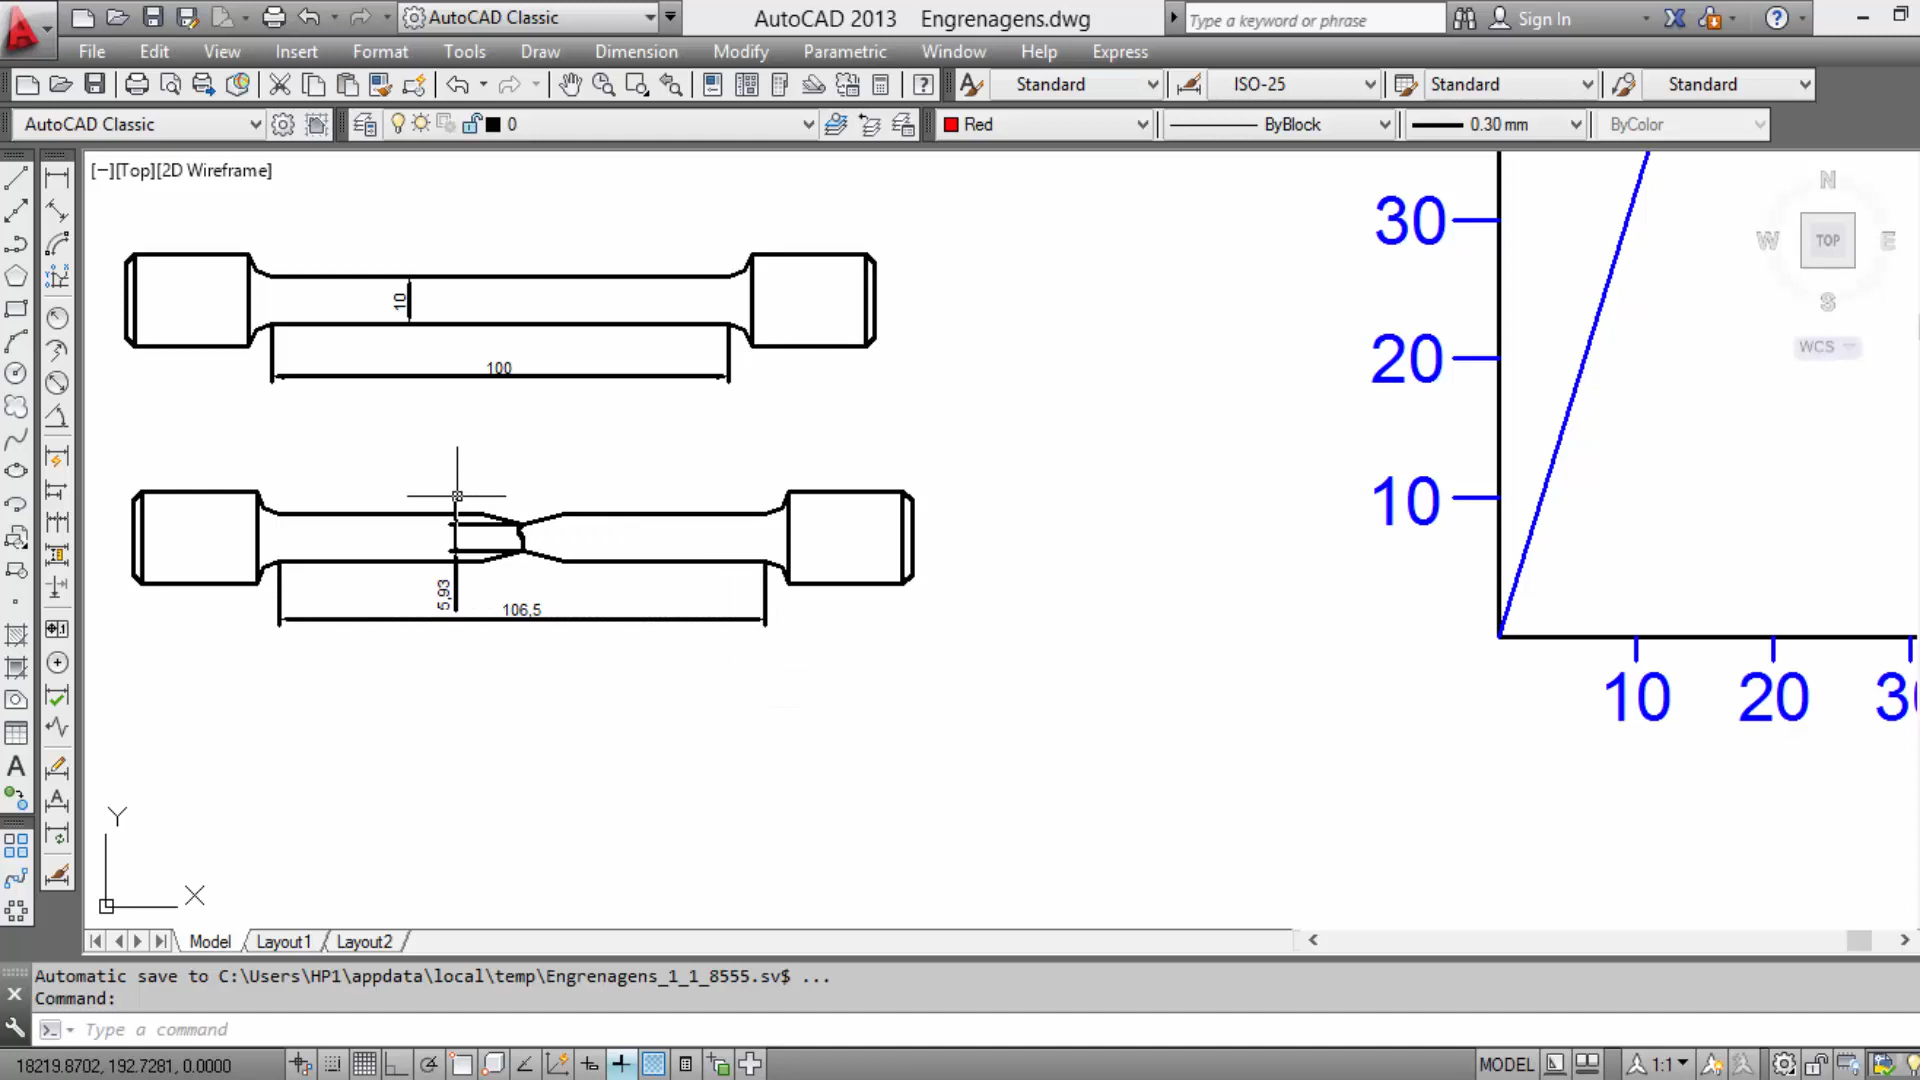 AutoCAD Classic
AutoCAD 2013 Engrenagens.dwg
Type a keyword or phrase
Sign In
File Edit View Insert Format Tools Draw Dimension Modify Parametric Window Help Express
Standard ISO-25 Standard Standard
AutoCAD Classic 0 Red ByBlock 0.30 mm ByColor
[−][Top][2D Wireframe]
N
W TOP E
S
WCS
10
100
5,93
106,5
30
20
10
10 20 30
Y
X
Model Layout1 Layout2
Automatic save to C:\Users\HP1\appdata\local\temp\Engrenagens_1_1_8555.sv$ ...
Command:
Type a command
18219.8702, 192.7281, 0.0000
MODEL 1:1